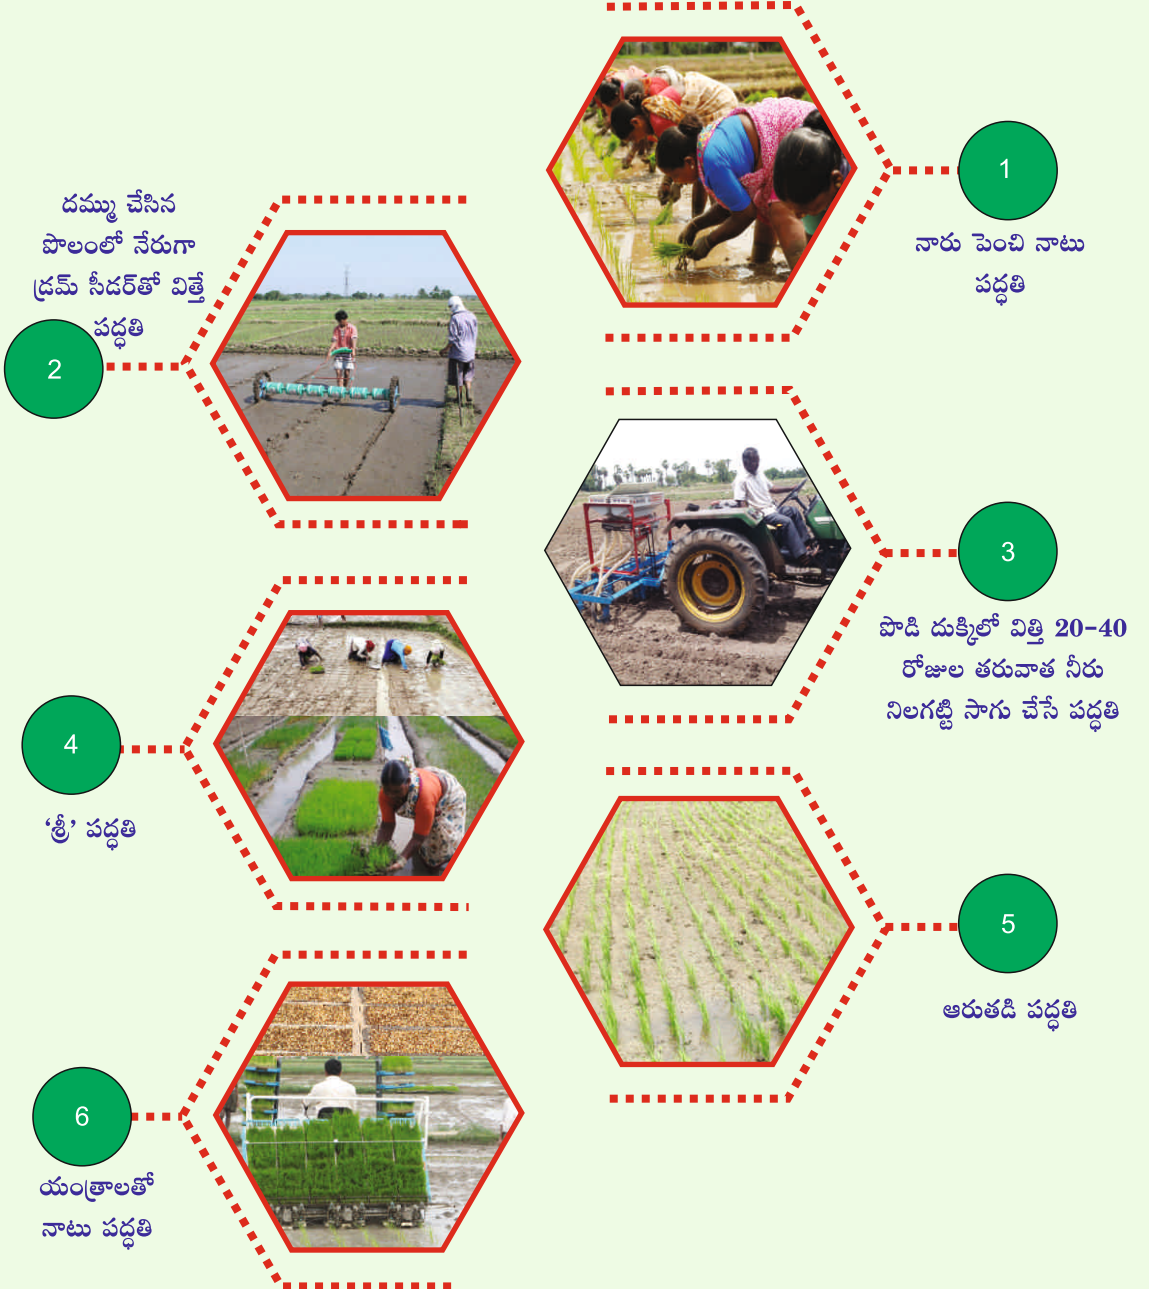 1
నారు పెంచి నాటు
పద్ధతి
దమ్ము చేసిన
పొలంలో నేరుగా
డ్రమ్ సీడర్‌తో విత్తే
పద్ధతి
2
3
పొడి దుక్కిలో విత్తి 20-40
రోజుల తరువాత నీరు
నిలగట్టి సాగు చేసే పద్ధతి
4
‘శ్రీ’ పద్ధతి
5
ఆరుతడి పద్ధతి
6
యంత్రాలతో
నాటు పద్ధతి